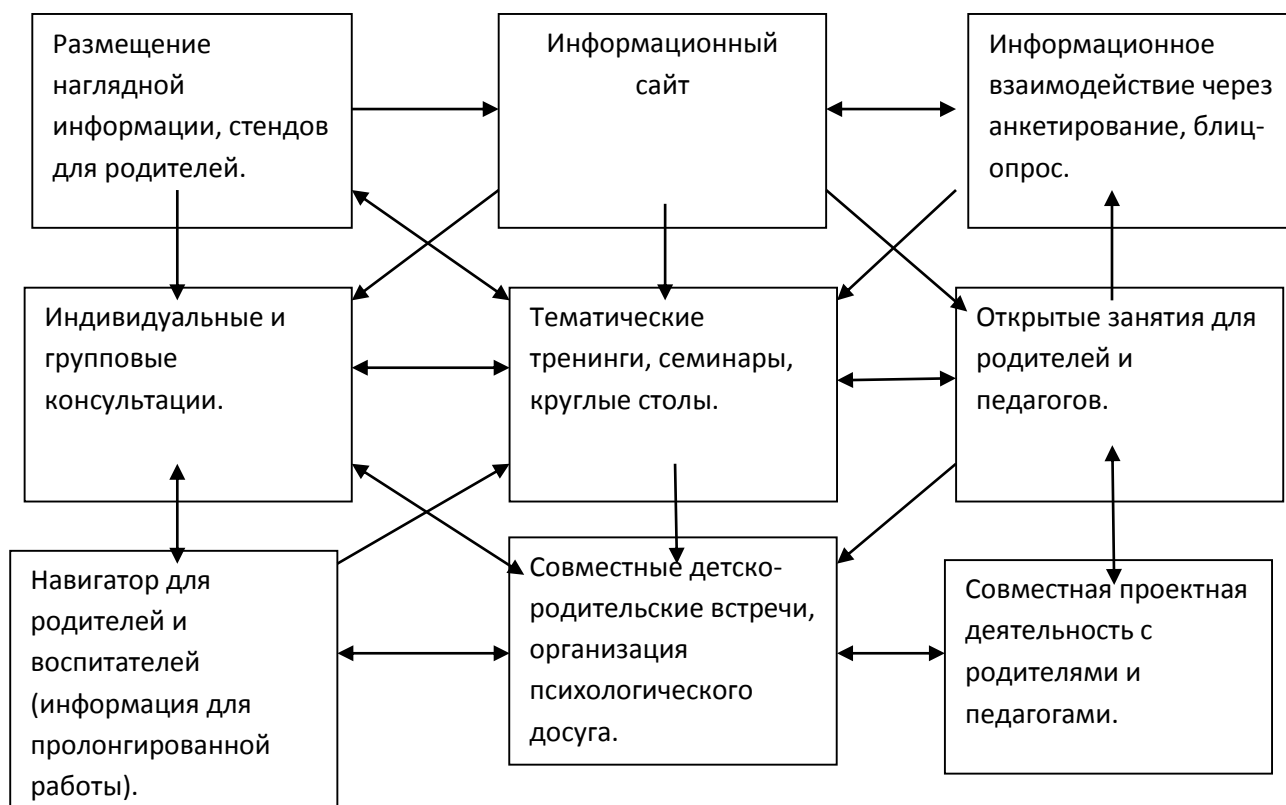 Размещение
наглядной
информации, стендов
для родителей.
Информационный
сайт
Информационное
взаимодействие через
анкетирование, блиц-
опрос.
Индивидуальные и
групповые
консультации.
Тематические
тренинги, семинары,
круглые столы.
Открытые занятия для
родителей и
педагогов.
Навигатор для
родителей и
воспитателей
(информация для
пролонгированной
работы).
Совместные детско-
родительские встречи,
организация
психологического
досуга.
Совместная проектная
деятельность с
родителями и
педагогами.